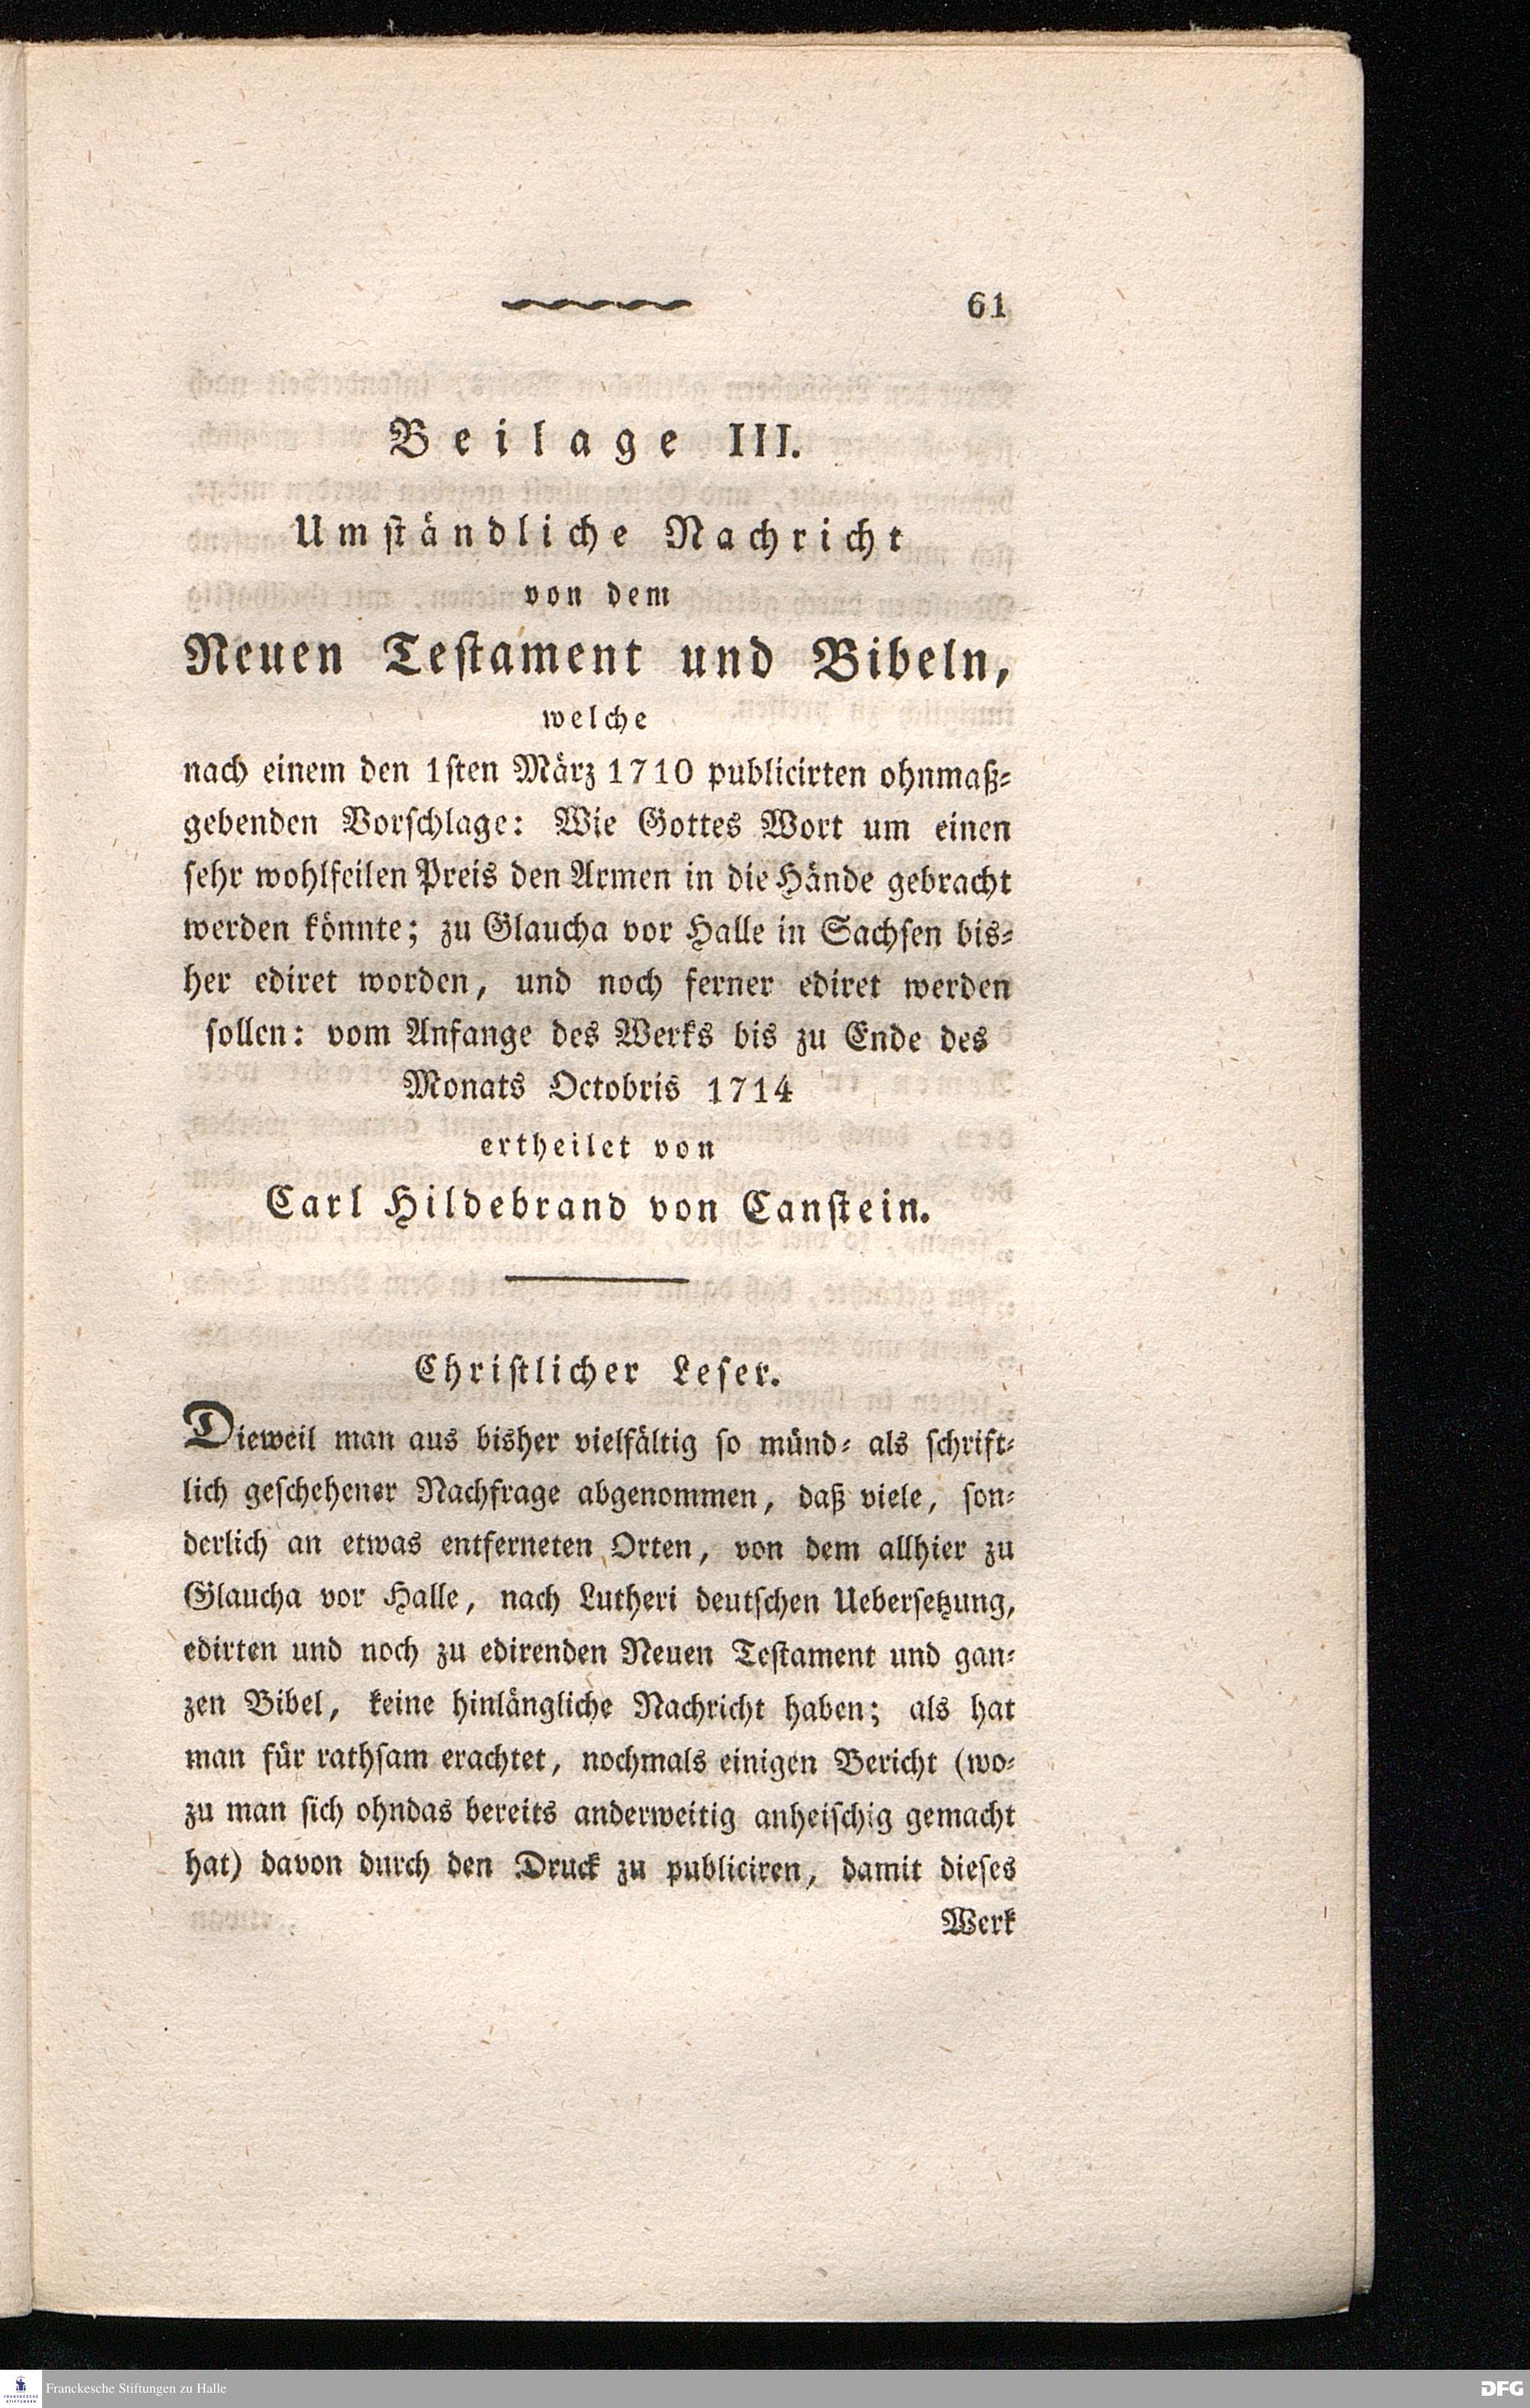 61
Beilage III.
Umständliche Nachricht
von dem
Neuen Testament und Bibeln,
welche
nach einem den 1sten März 1710 publicirten ohnmaß-
gebenden Vorschlage: Wie Gottes Wort um einen
sehr wohlfeilen Preis den Armen in die Hände gebracht
werden könnte; zu Glaucha vor Halle in Sachsen bis-
her ediret worden, und noch ferner ediret werden
sollen: vom Anfange des Werks bis zu Ende des
Monats Octobris 1714
ertheilet von
Carl Hildebrand von Canstein.
Christlicher Leser.
Dieweil man aus bisher vielfältig so münd- als schrift-
lich geschehener Nachfrage abgenommen, daß viele, son-
derlich an etwas entferneten Orten, von dem allhier zu
Glaucha vor Halle, nach Lutheri deutschen Uebersetzung,
edirten und noch zu edirenden Neuen Testament und gan-
zen Bibel, keine hinlängliche Nachricht haben; als hat
man für rathsam erachtet, nochmals einigen Bericht (wo-
zu man sich ohndas bereits anderweitig anheischig gemacht
hat) davon durch den Druck zu publiciren, damit dieses
Werk
FRANCKESCHE STIFTUNGEN
Franckesche Stiftungen zu Halle
DFG